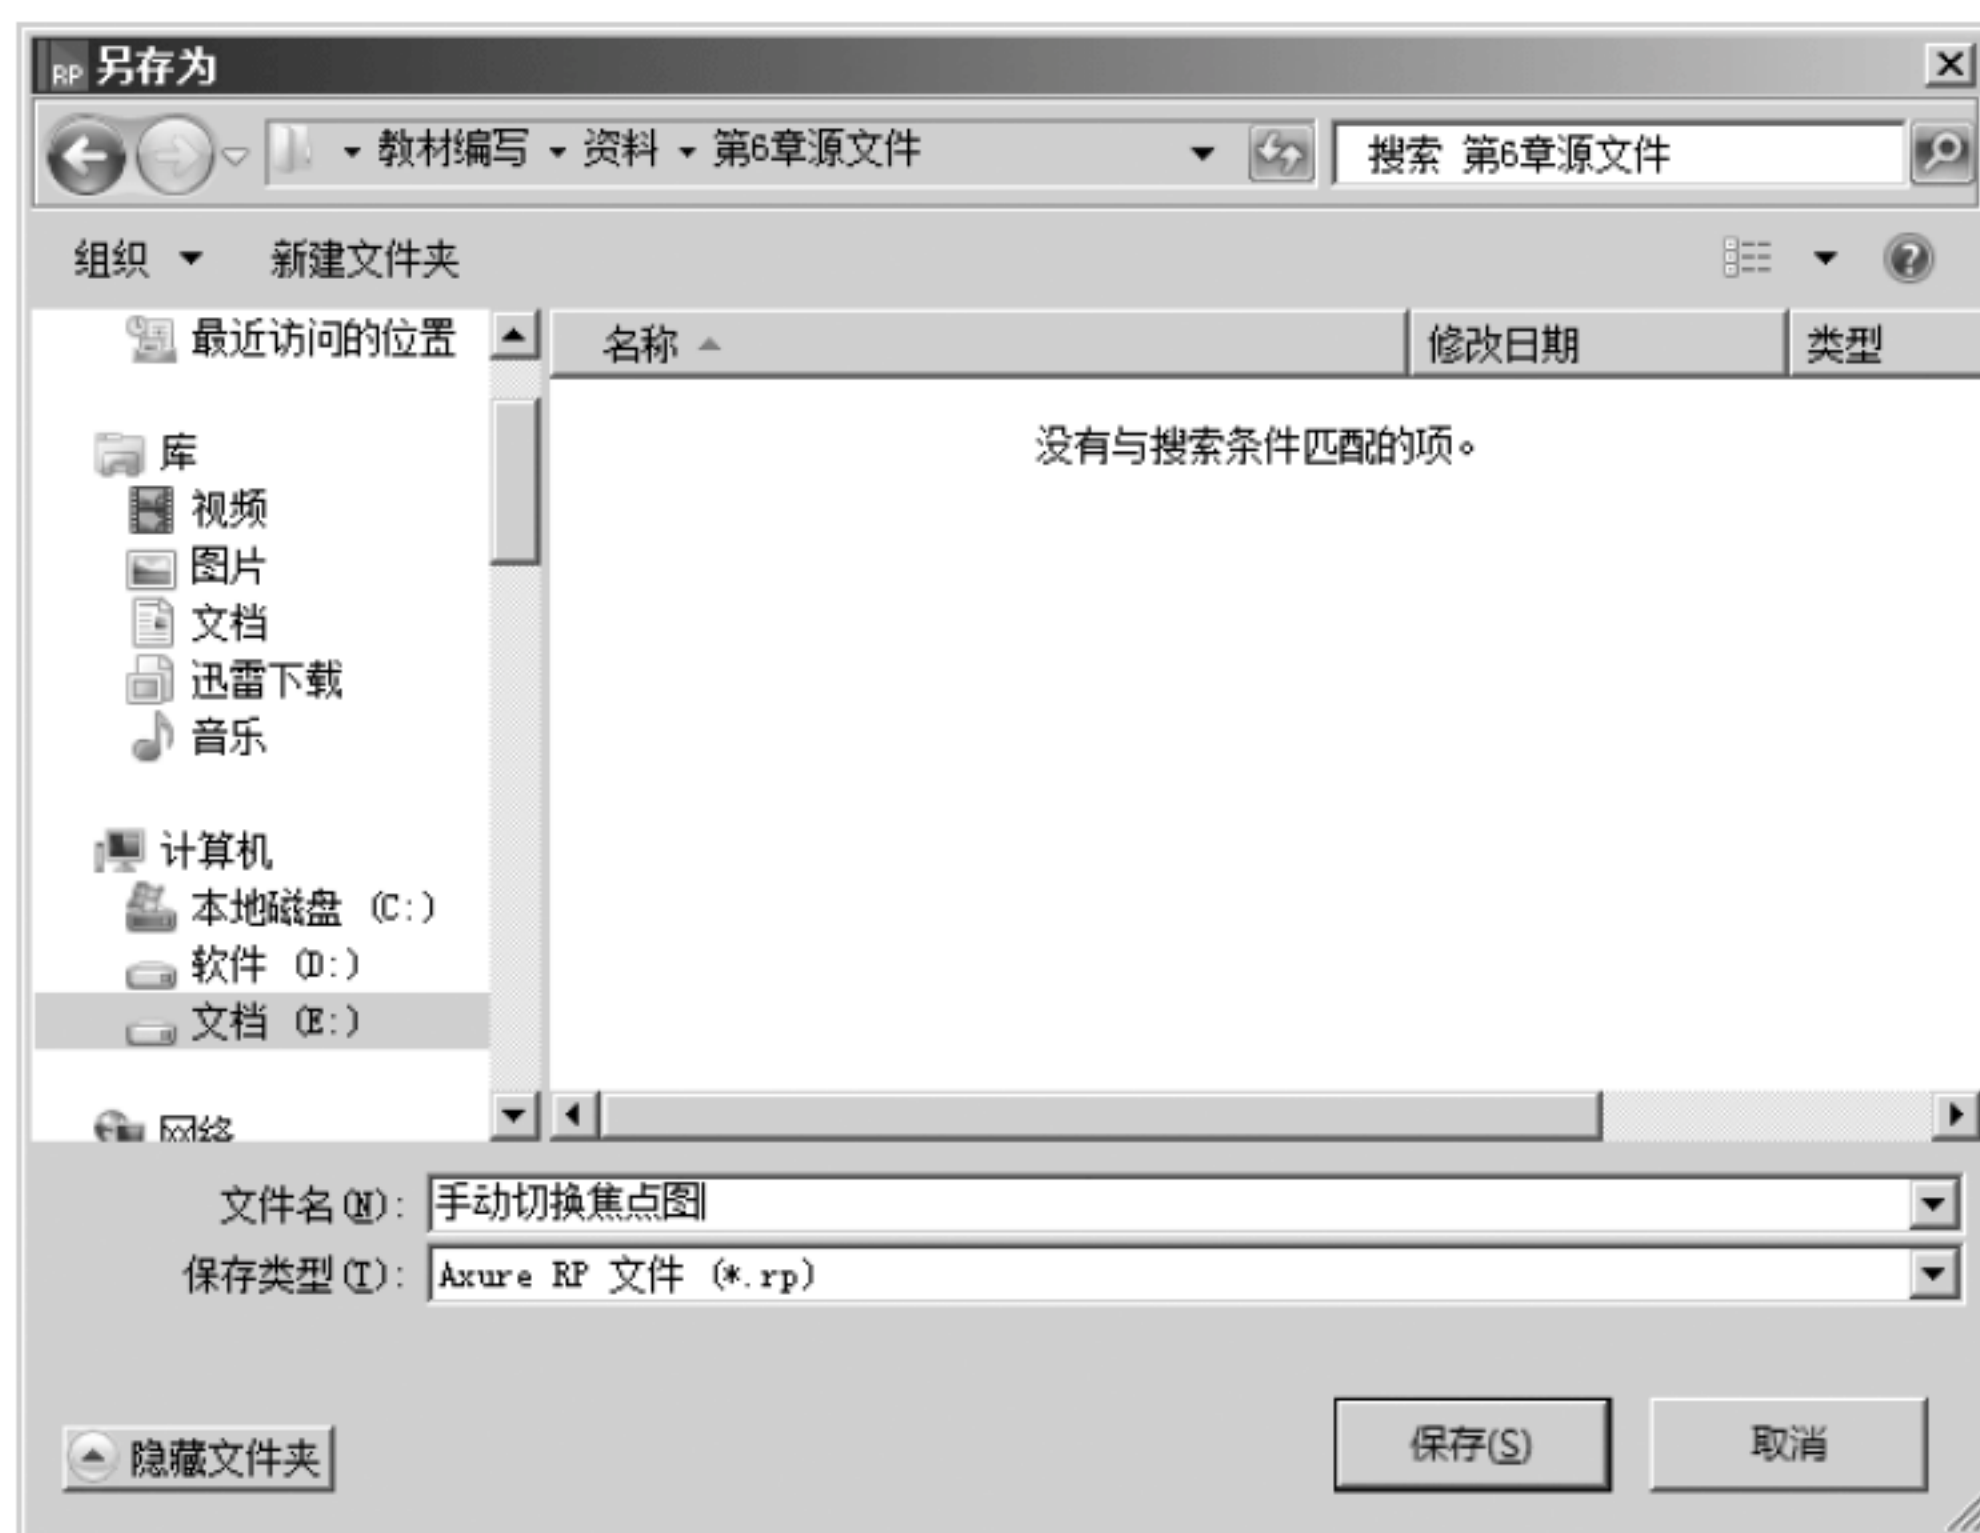 RP 另存为
教材编写 资料 第6章源文件 搜索 第6章源文件
组织 新建文件夹
名称 修改日期 类型
没有与搜索条件匹配的项。
最近访问的位置
库
视频
图片
文档
迅雷下载
音乐
计算机
本地磁盘 (C:)
软件 (D:)
文档 (E:)
网络
文件名(N): 手动切换焦点图
保存类型(T): Axure RP 文件 (*.rp)
隐藏文件夹 保存(S) 取消